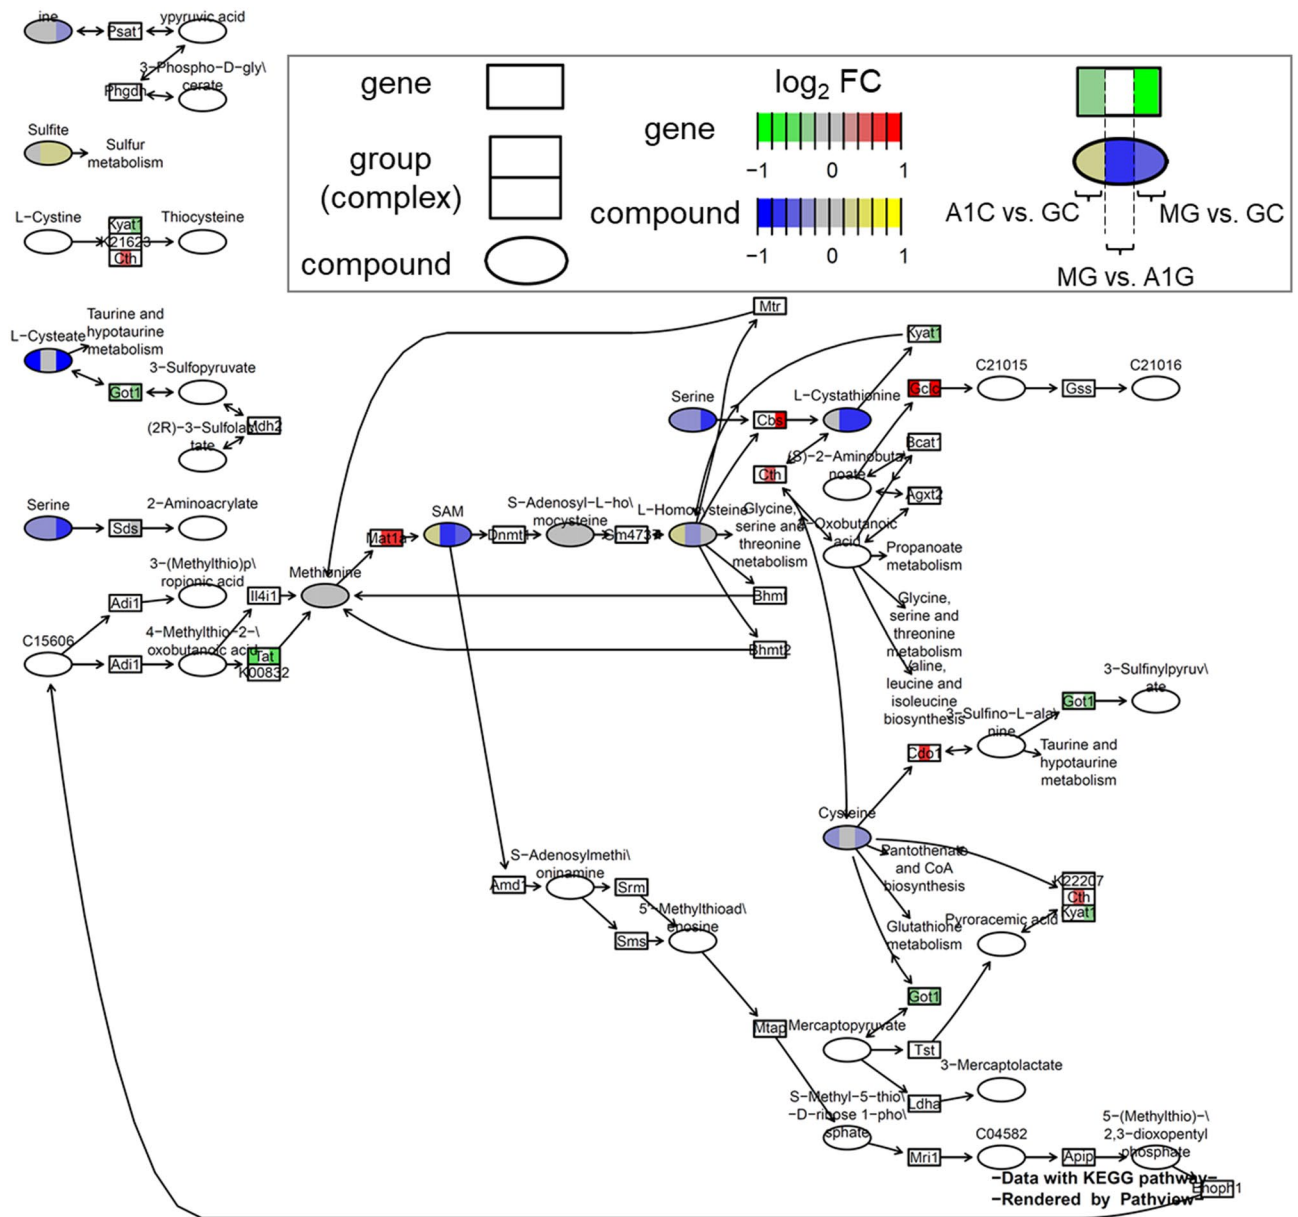 ine
Psat1
ypyruvic acid
3−Phospho−D−gly\
cerate
Phgdh
Sulfite
Sulfur
metabolism
L−Cystine
Kyat1
K21623
Cth
Thiocysteine
gene
group
(complex)
compound
log2 FC
gene
−1
0
1
compound
−1
0
1
A1C vs. GC
MG vs. GC
MG vs. A1G
Taurine and
hypotaurine
metabolism
L−Cysteate
Got1
3−Sulfopyruvate
Mdh2
(2R)−3−Sulfolac\
tate
Serine
Sds
2−Aminoacrylate
3−(Methylthio)p\
ropionic acid
Adi1
Il4i1
Methionine
C15606
Adi1
4−Methylthio−2−\
oxobutanoic acid
Tat
K00832
Mat1a
SAM
Dnmt1
S−Adenosyl−L−ho\
mocysteine
Gm4737
L−Homocysteine
Mtr
Serine
Cbs
L−Cystathionine
Kyat1
Gclc
C21015
Gss
C21016
Cth
(S)−2−Aminobuta\
noate
Bcat1
Agxt2
Glycine,
serine and
threonine
metabolism
2−Oxobutanoic
acid
Propanoate
metabolism
Bhmt
Bhmt2
Glycine,
serine and
threonine
metabolism
Valine,
leucine and
isoleucine
biosynthesis
3−Sulfino−L−ala\
nine
Got1
3−Sulfinylpyruv\
ate
Cdo1
Taurine and
hypotaurine
metabolism
Cysteine
Pantothenate
and CoA
biosynthesis
K22207
Cth
Kyat1
Glutathione
metabolism
Pyroracemic acid
Amd1
S−Adenosylmethi\
oninamine
Srm
Sms
5'−Methylthioad\
enosine
Got1
Mtap
Mercaptopyruvate
Tst
3−Mercaptolactate
Ldha
S−Methyl−5−thio\
−D−ribose 1−pho\
sphate
Mri1
C04582
Apip
5−(Methylthio)−\
2,3−dioxopentyl
phosphate
Enoph1
−Data with KEGG pathway−
−Rendered by Pathview−